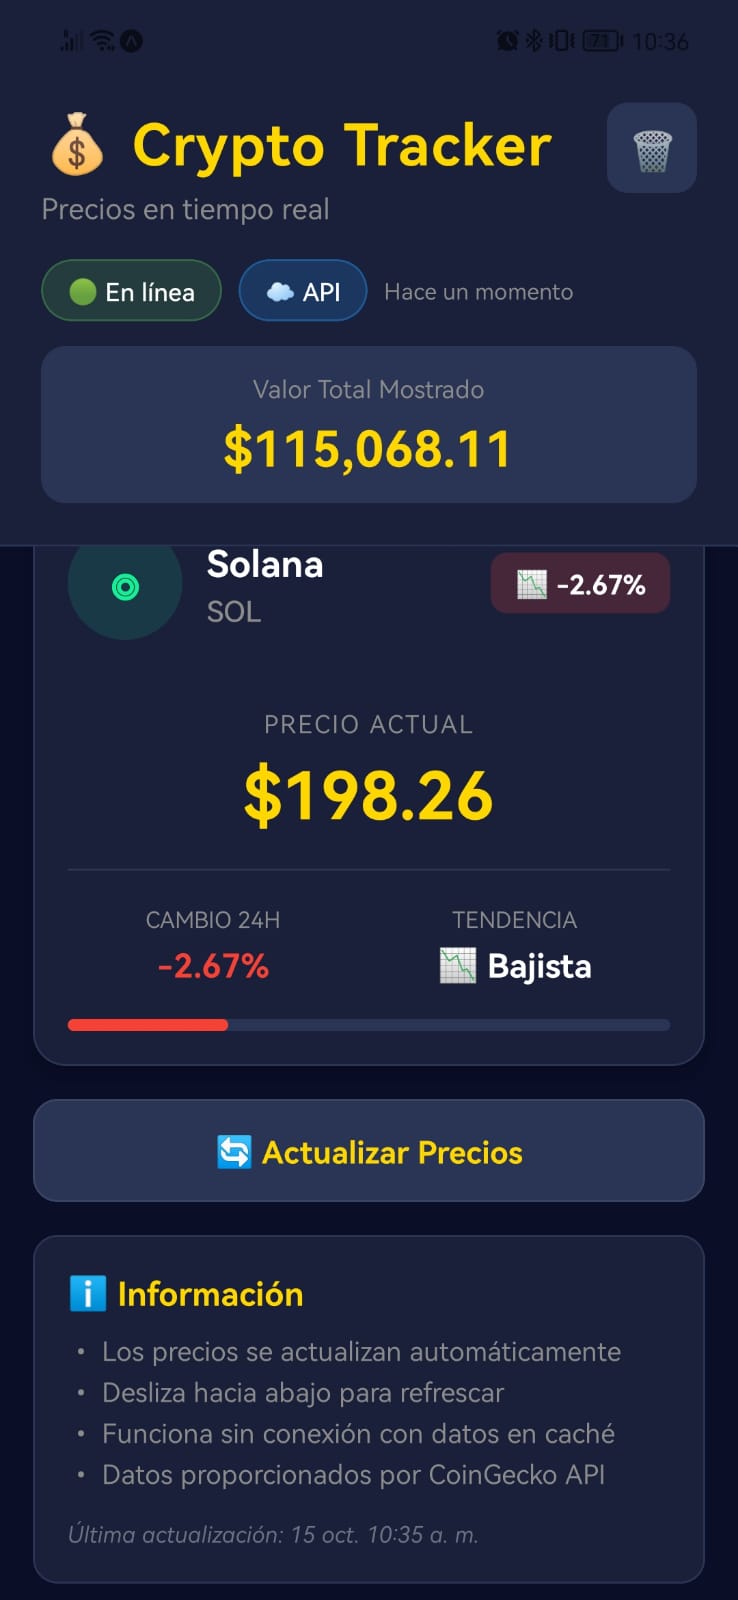 71 10:36
Crypto Tracker
Precios en tiempo real
En línea API Hace un momento
Valor Total Mostrado
$115,068.11
Solana
-2.67%
SOL
PRECIO ACTUAL
$198.26
CAMBIO 24H TENDENCIA
-2.67% Bajista
Actualizar Precios
Información
• Los precios se actualizan automáticamente
• Desliza hacia abajo para refrescar
• Funciona sin conexión con datos en caché
• Datos proporcionados por CoinGecko API
Última actualización: 15 oct. 10:35 a. m.